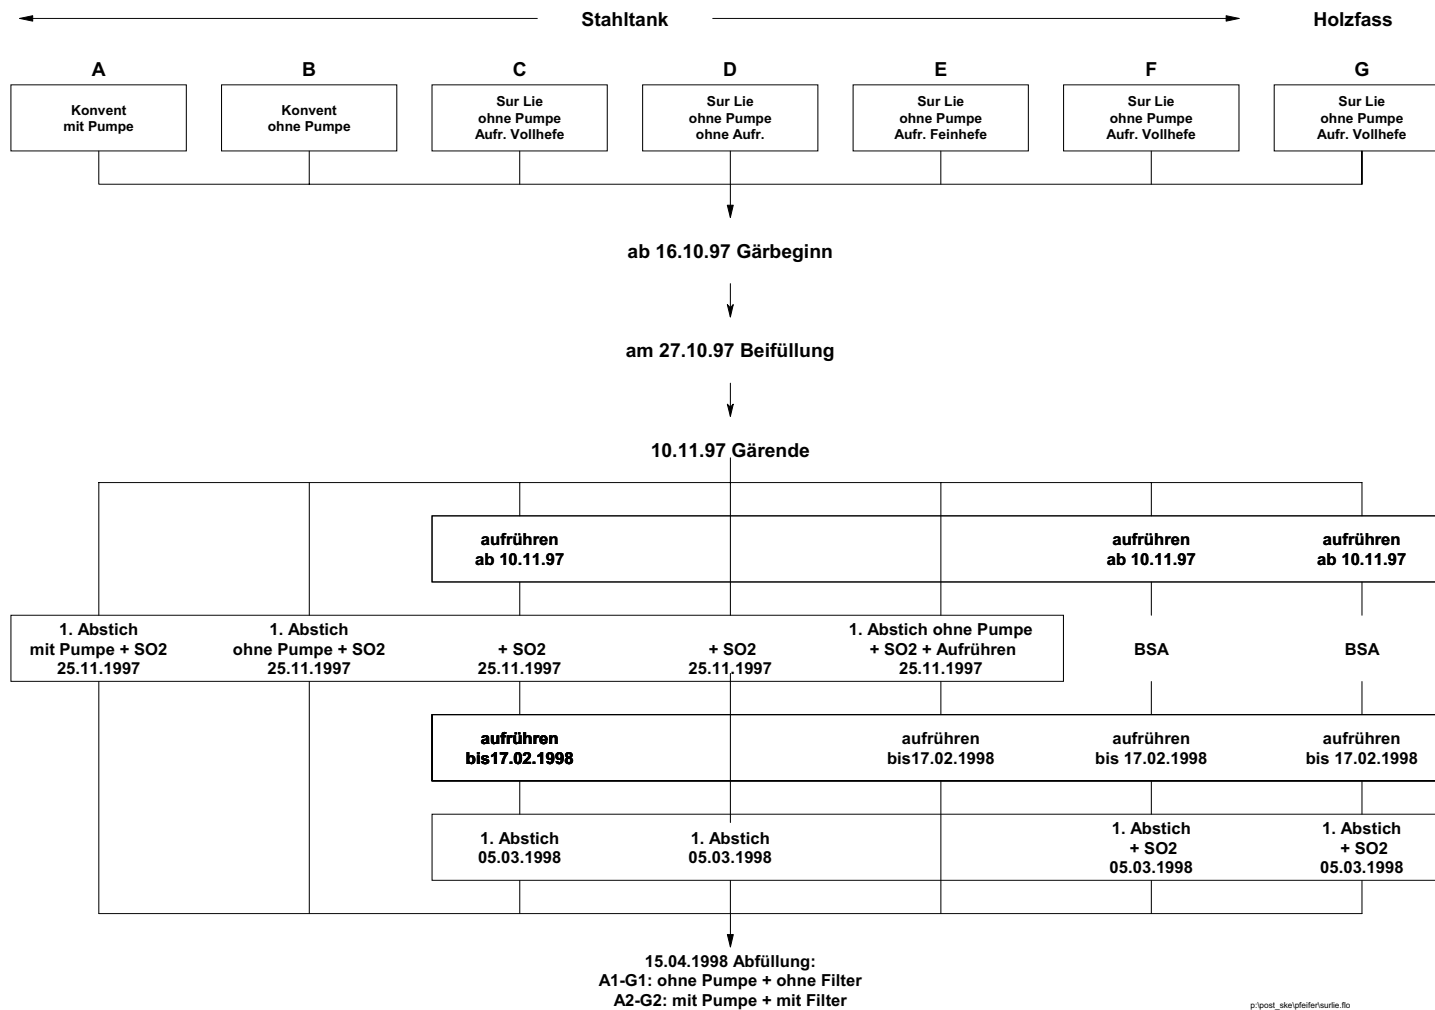 Stahltank
Holzfass
A
B
C
D
E
F
G
Konvent
mit Pumpe
Konvent
ohne Pumpe
Sur Lie
ohne Pumpe
Aufr. Vollhefe
Sur Lie
ohne Pumpe
ohne Aufr.
Sur Lie
ohne Pumpe
Aufr. Feinhefe
Sur Lie
ohne Pumpe
Aufr. Vollhefe
Sur Lie
ohne Pumpe
Aufr. Vollhefe
ab 16.10.97 Gärbeginn
am 27.10.97 Beifüllung
10.11.97 Gärende
aufrühren
ab 10.11.97
aufrühren
ab 10.11.97
aufrühren
ab 10.11.97
1. Abstich
mit Pumpe + SO2
25.11.1997
1. Abstich
ohne Pumpe + SO2
25.11.1997
+ SO2
25.11.1997
+ SO2
25.11.1997
1. Abstich ohne Pumpe
+ SO2 + Aufrühren
25.11.1997
BSA
BSA
aufrühren
bis17.02.1998
aufrühren
bis17.02.1998
aufrühren
bis 17.02.1998
aufrühren
bis 17.02.1998
1. Abstich
05.03.1998
1. Abstich
05.03.1998
1. Abstich
+ SO2
05.03.1998
1. Abstich
+ SO2
05.03.1998
15.04.1998 Abfüllung:
A1-G1: ohne Pumpe + ohne Filter
A2-G2: mit Pumpe + mit Filter
p:\post_ske\pfeifer\surlie.flo